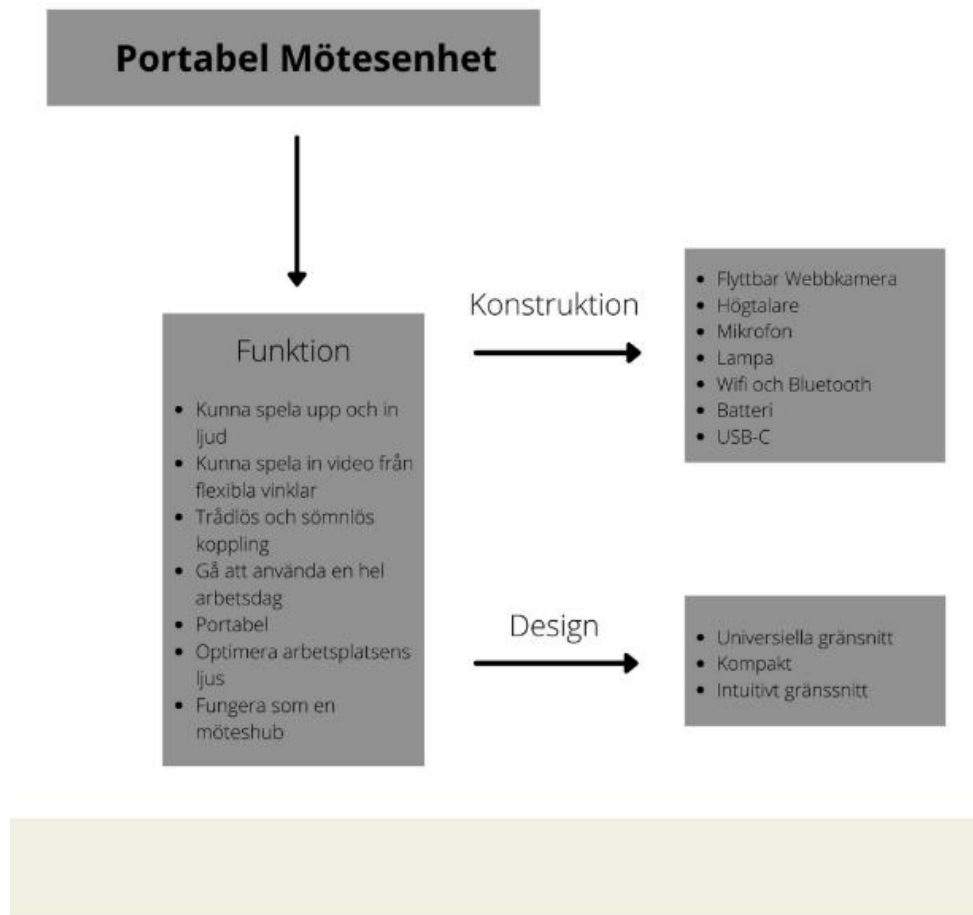 Portabel Mötesenhet
Funktion
• Kunna spela upp och in
ljud
• Kunna spela in video från
flexibla vinklar
• Trådlös och sömnlös
koppling
• Gå att använda en hel
arbetsdag
• Portabel
• Optimera arbetsplatsens
ljus
• Fungera som en
möteshub
Konstruktion
• Flyttbar Webbkamera
• Högtalare
• Mikrofon
• Lampa
• Wifi och Bluetooth
• Batteri
• USB-C
Design
• Universiella gränsnitt
• Kompakt
• Intuitivt gränssnitt